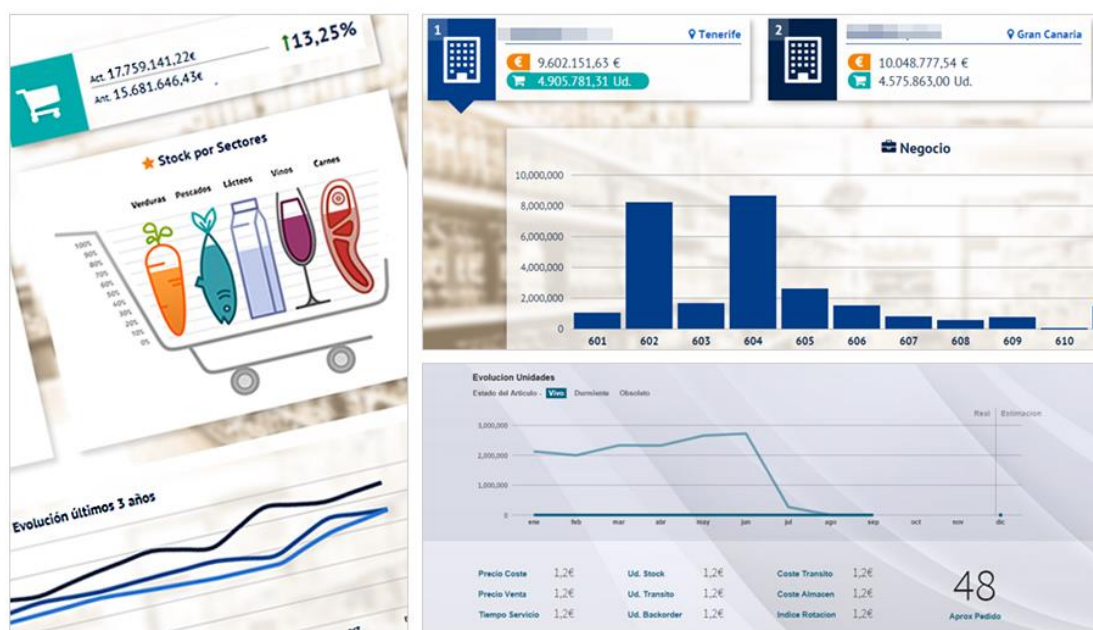 Act. 17.759.141,22€
Ant. 15.681.646,43€
↑13,25%
Stock por Sectores
Verduras Pescados Lácteos Vinos Carnes
100%
90%
80%
70%
60%
50%
40%
30%
20%
10%
0%
Evolución últimos 3 años
1
Tenerife
€ 9.602.151,63 €
4.905.781,31 Ud.
2
Gran Canaria
€ 10.048.777,54 €
4.575.863,00 Ud.
Negocio
10,000,000
8,000,000
6,000,000
4,000,000
2,000,000
0
601 602 603 604 605 606 607 608 609 610
Evolucion Unidades
Estado del Articulo - Vivo Durmiente Obsoleto
Real Estimacion
3,000,000
2,000,000
1,000,000
0
ene feb mar abr may jun jul ago sep oct nov dic
Precio Coste 1,2€ Ud. Stock 1,2€ Coste Transito 1,2€
Precio Venta 1,2€ Ud. Transito 1,2€ Coste Almacen 1,2€
Tiempo Servicio 1,2€ Ud. Backorder 1,2€ Indice Rotacion 1,2€
48
Aprox Pedido